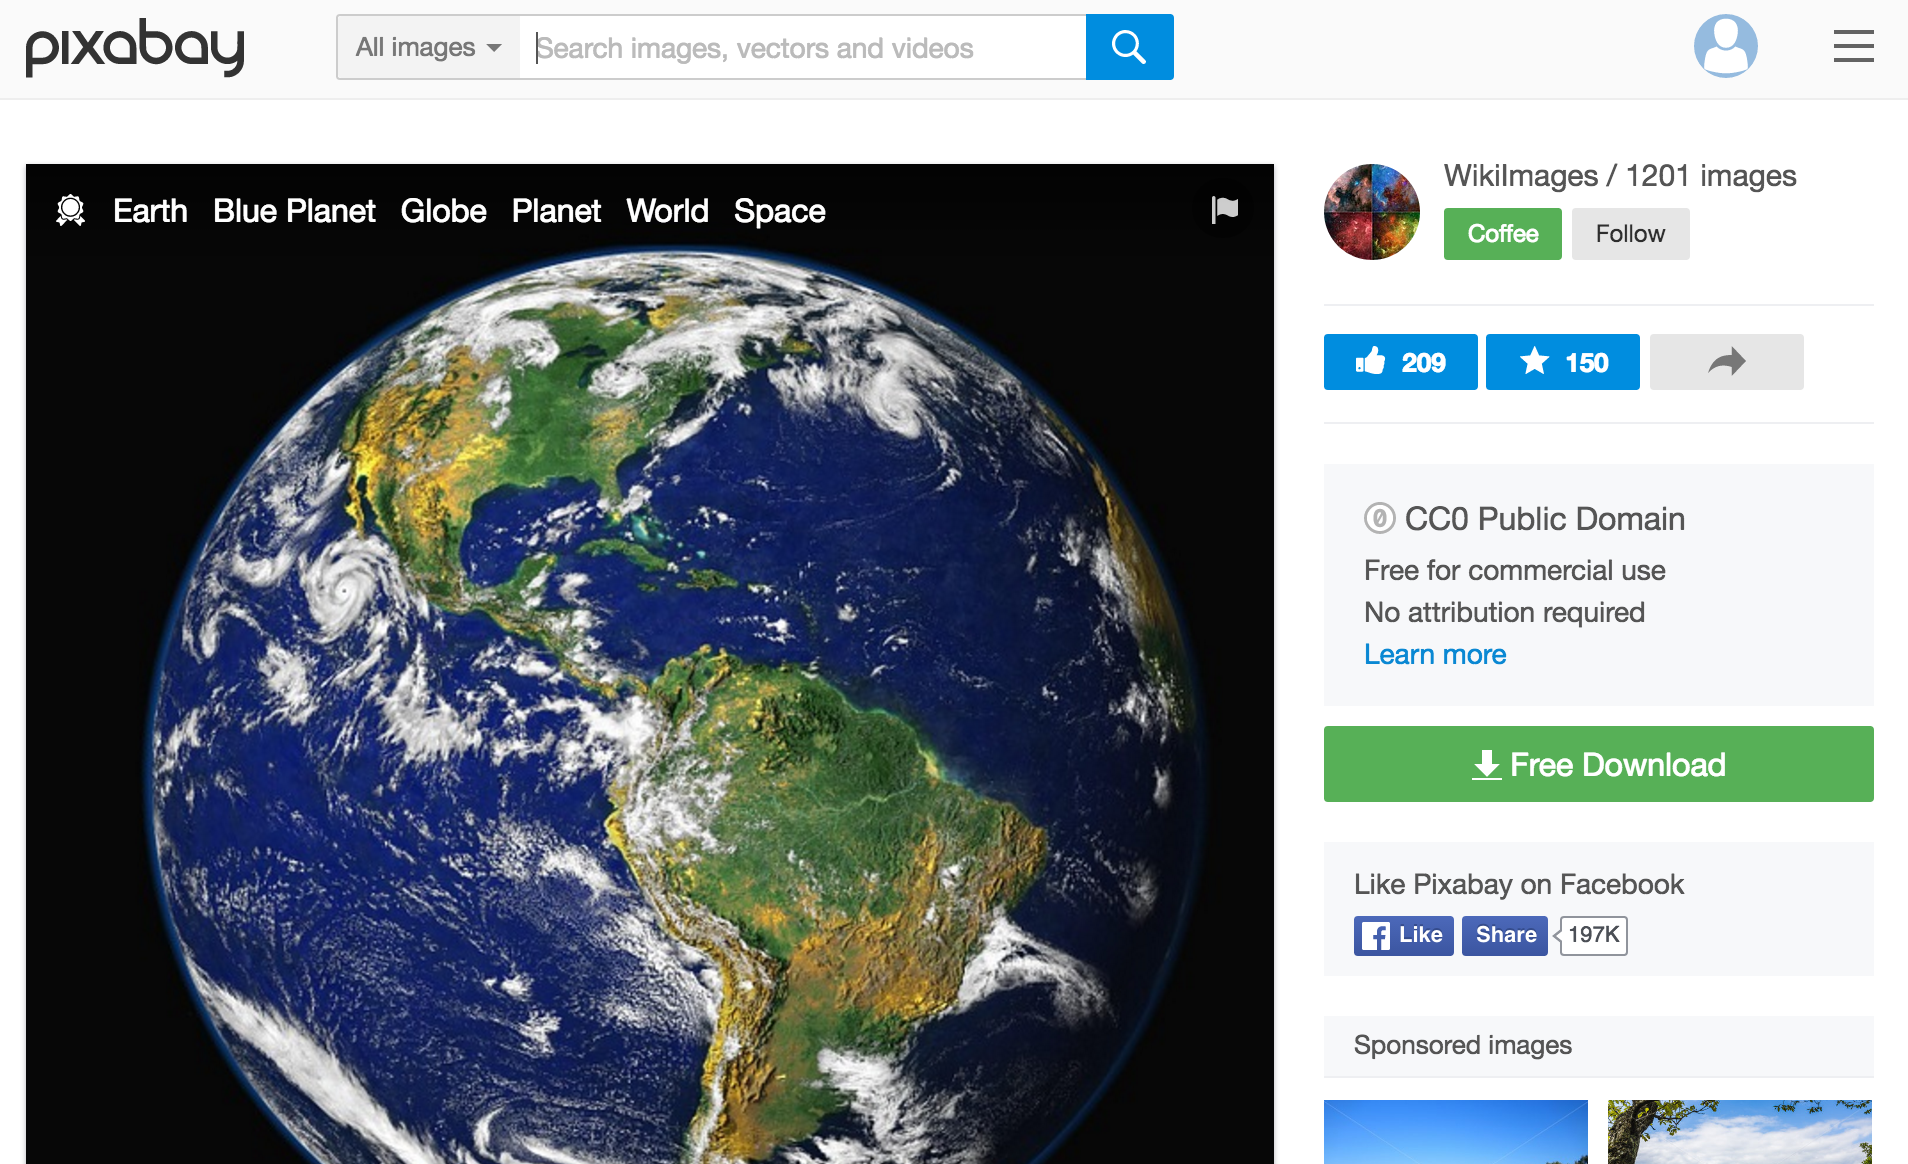 pixabay
All images
Search images, vectors and videos
Earth Blue Planet Globe Planet World Space
WikiImages / 1201 images
Coffee
Follow
209
150
CC0 Public Domain
Free for commercial use
No attribution required
Learn more
Free Download
Like Pixabay on Facebook
Like
Share
197K
Sponsored images